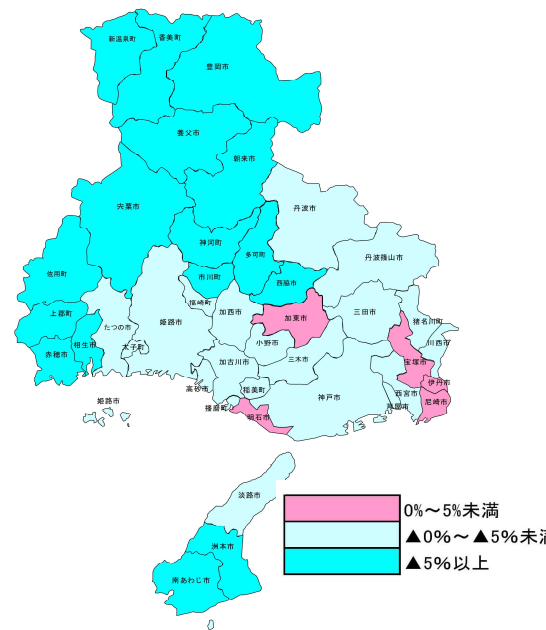 新温泉町
香美町
豊岡市
養父市
朝来市
宍粟市
丹波市
神河町
多可町
丹波篠山市
佐用町
市川町
西脇市
福崎町
上郡町
たつの市
姫路市
加西市
加東市
三田市
猪名川町
相生市
赤穂市
太子町
小野市
三木市
川西市
加古川市
宝塚市
高砂市
稲美町
伊丹市
姫路市
播磨町
明石市
神戸市
西宮市
芦屋市
尼崎市
淡路市
洲本市
南あわじ市
0%～5%未満
▲0%～▲5%未満
▲5%以上